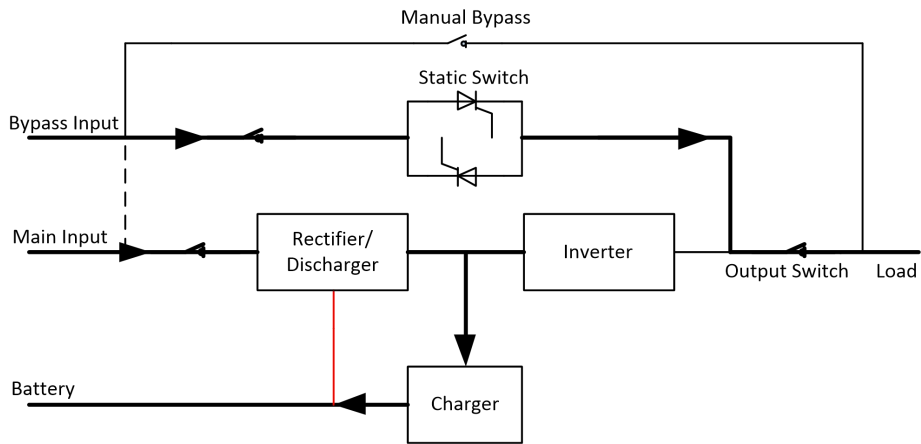 Manual Bypass
Static Switch
Bypass Input
Main Input
Rectifier/
Discharger
Inverter
Output Switch
Load
Battery
Charger